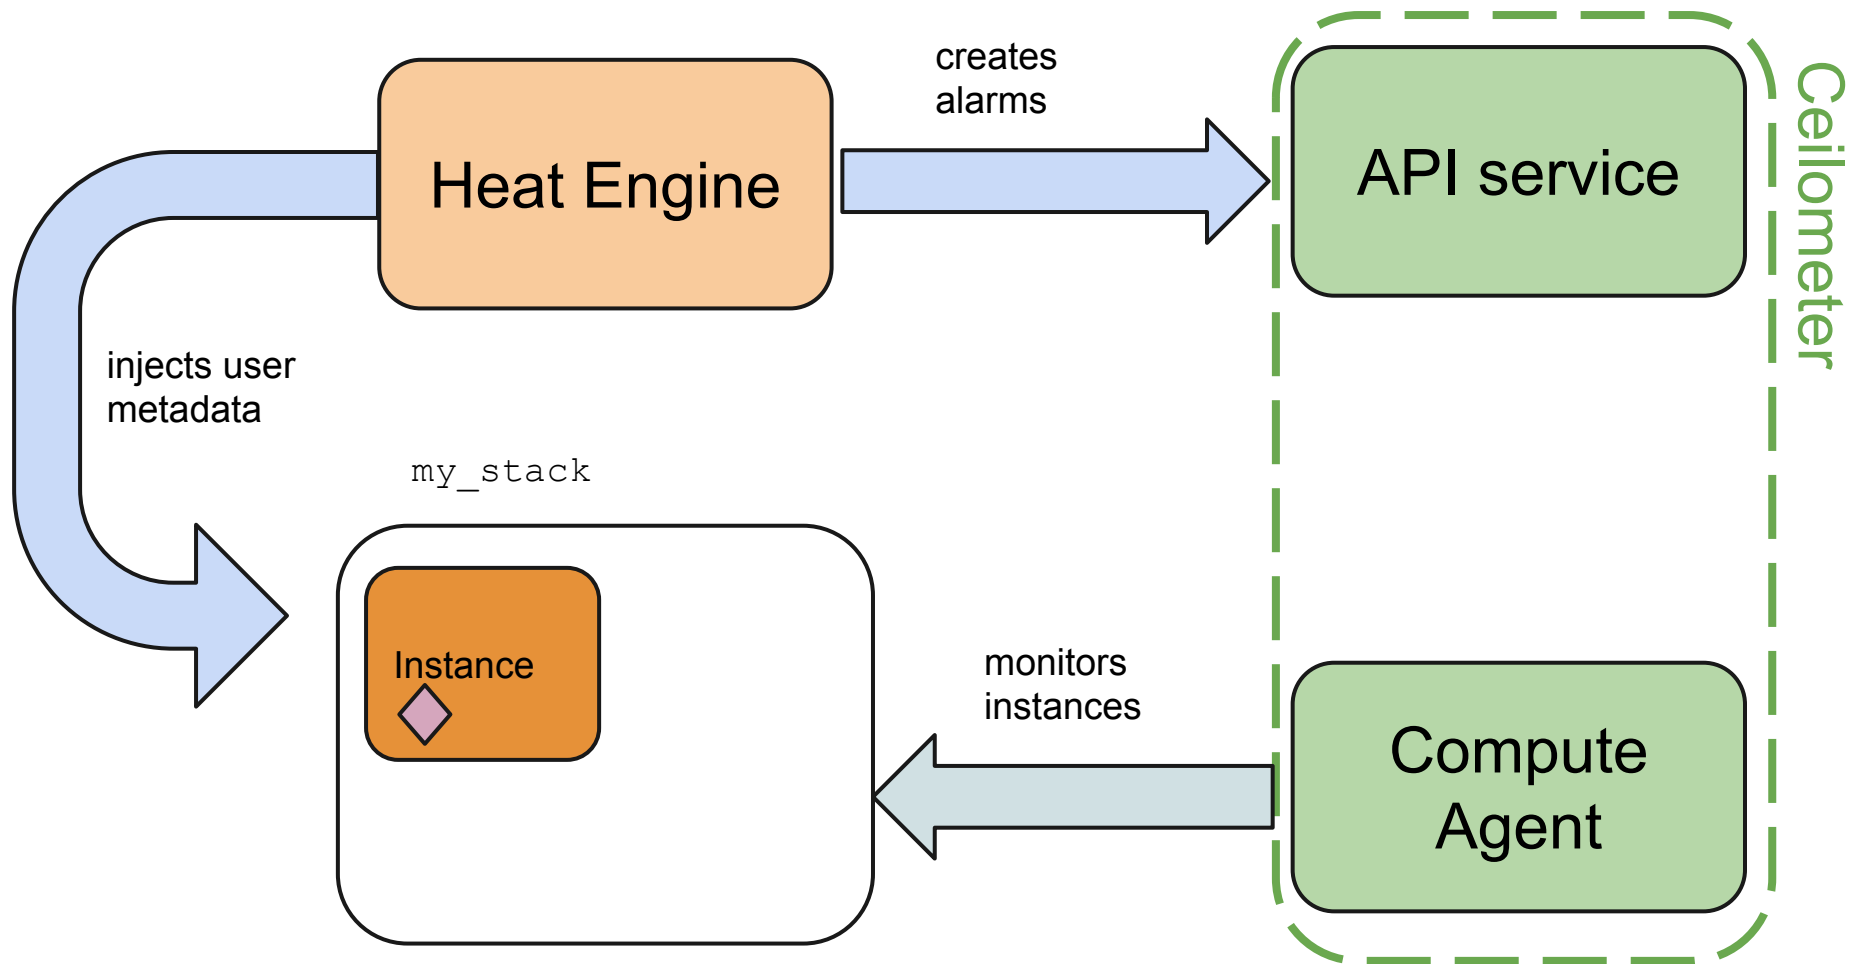 creates
alarms
Heat Engine
API service
Ceilometer
injects user
metadata
my_stack
Instance
monitors
instances
Compute
Agent